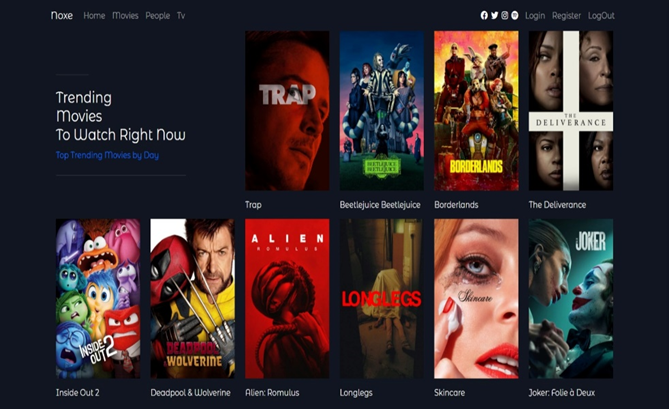 Noxe Home Movies People Tv Login Register LogOut
Trending
Movies
To Watch Right Now
Top Trending Movies by Day
TRAP
BEETLEJUICE
BEETLEJUICE
BORDERLANDS
THE
DELIVERANCE
Trap
Beetlejuice Beetlejuice
Borderlands
The Deliverance
INSIDE
OUT 2
DEADPOOL &
WOLVERINE
ALIEN
ROMULUS
LONGLEGS
Skincare
JOKER
Inside Out 2
Deadpool & Wolverine
Alien: Romulus
Longlegs
Skincare
Joker: Folie à Deux